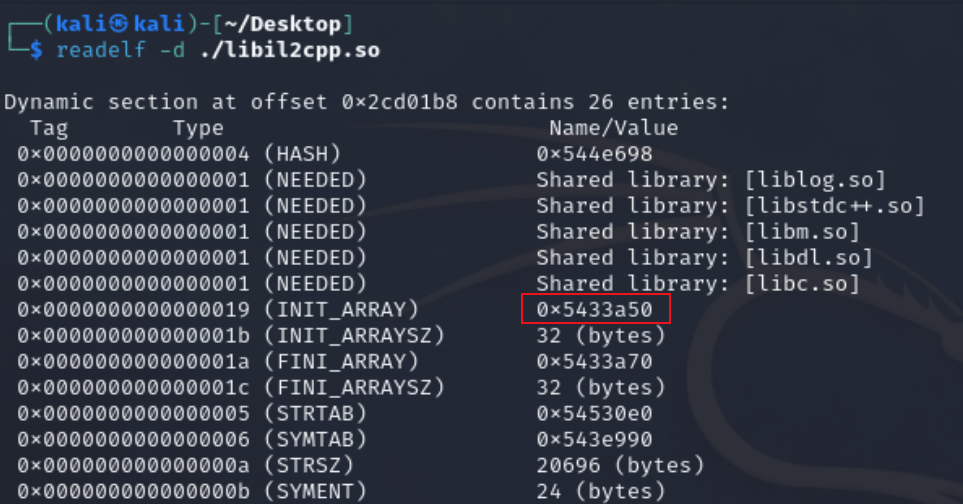 ┌──(kali㉿kali)-[~/Desktop]
└─$ readelf -d ./libil2cpp.so
Dynamic section at offset 0×2cd01b8 contains 26 entries:
Tag Type Name/Value
0×0000000000000004 (HASH) 0×544e698
0×0000000000000001 (NEEDED) Shared library: [liblog.so]
0×0000000000000001 (NEEDED) Shared library: [libstdc++.so]
0×0000000000000001 (NEEDED) Shared library: [libm.so]
0×0000000000000001 (NEEDED) Shared library: [libdl.so]
0×0000000000000001 (NEEDED) Shared library: [libc.so]
0×0000000000000019 (INIT_ARRAY) 0×5433a50
0×000000000000001b (INIT_ARRAYSZ) 32 (bytes)
0×000000000000001a (FINI_ARRAY) 0×5433a70
0×000000000000001c (FINI_ARRAYSZ) 32 (bytes)
0×0000000000000005 (STRTAB) 0×54530e0
0×0000000000000006 (SYMTAB) 0×543e990
0×000000000000000a (STRSZ) 20696 (bytes)
0×000000000000000b (SYMENT) 24 (bytes)